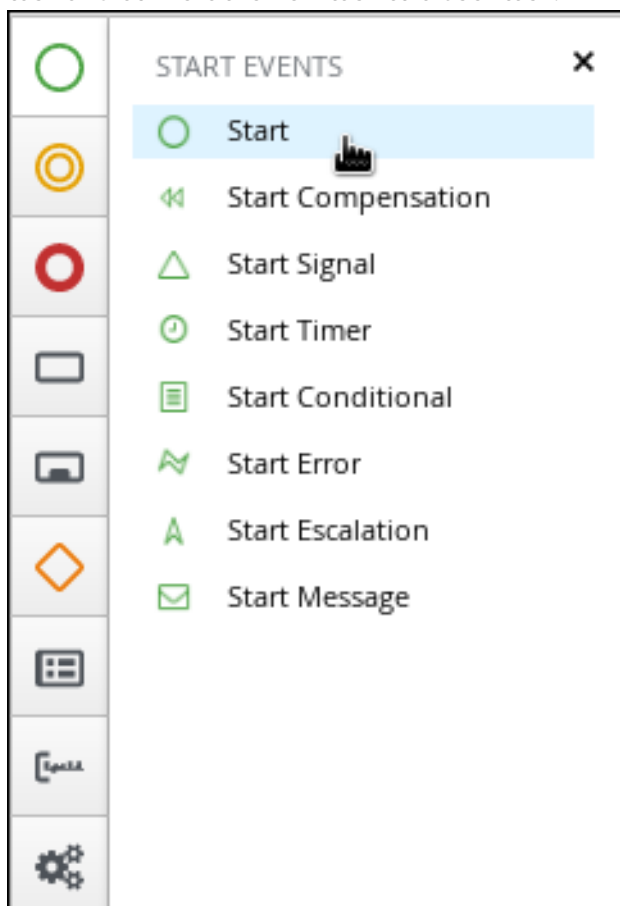 START EVENTS
Start
Start Compensation
Start Signal
Start Timer
Start Conditional
Start Error
Start Escalation
Start Message